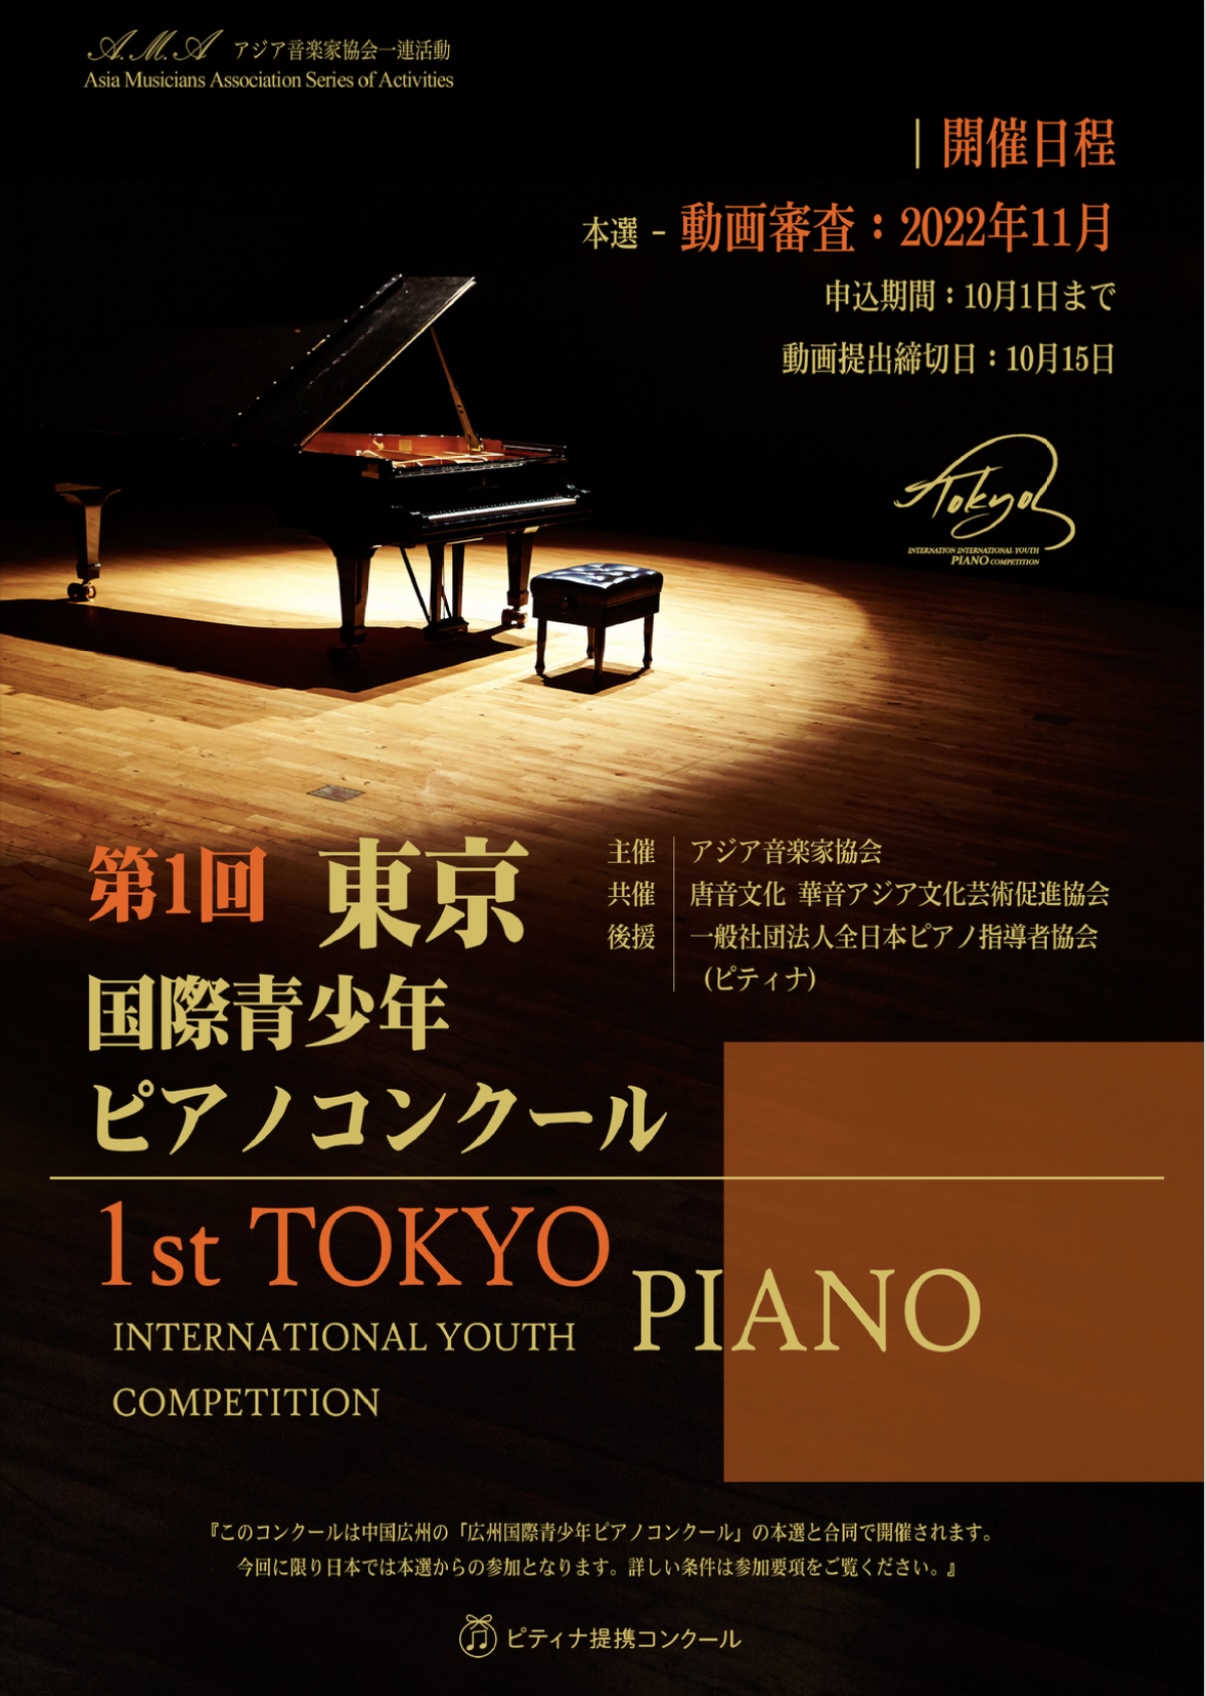 A.M.A アジア音楽家協会一連活動
Asia Musicians Association Series of Activities
開催日程
本選 - 動画審査：2022年11月
申込期間：10月1日まで
動画提出締切日：10月15日
Tokyo
INTERNATION INTERNATIONAL YOUTH
PIANO COMPETITION
第1回 東京
国際青少年
ピアノコンクール
主催 アジア音楽家協会
共催 唐音文化 華音アジア文化芸術促進協会
後援 一般社団法人全日本ピアノ指導者協会
(ピティナ)
1st TOKYO
PIANO
INTERNATIONAL YOUTH
COMPETITION
『このコンクールは中国広州の「広州国際青少年ピアノコンクール」の本選と合同で開催されます。
今回に限り日本では本選からの参加となります。詳しい条件は参加要項をご覧ください。』
ピティナ提携コンクール